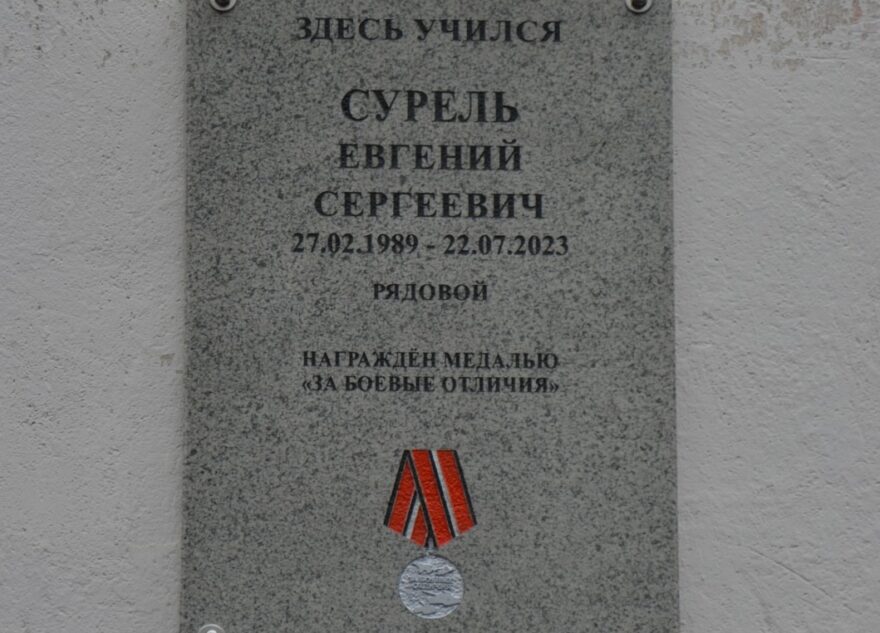 ЗДЕСЬ УЧИЛСЯ
СУРЕЛЬ
ЕВГЕНИЙ
СЕРГЕЕВИЧ
27.02.1989 - 22.07.2023
РЯДОВОЙ
НАГРАЖДЁН МЕДАЛЬЮ
«ЗА БОЕВЫЕ ОТЛИЧИЯ»